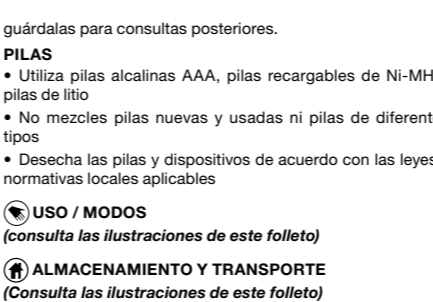 guárdalas para consultas posteriores.
PILAS
• Utiliza pilas alcalinas AAA, pilas recargables de Ni-MH
pilas de litio
• No mezcles pilas nuevas y usadas ni pilas de diferent
tipos
• Desecha las pilas y dispositivos de acuerdo con las leyes
normativas locales aplicables
USO / MODOS
(consulta las ilustraciones de este folleto)
ALMACENAMIENTO Y TRANSPORTE
(Consulta las ilustraciones de este folleto)